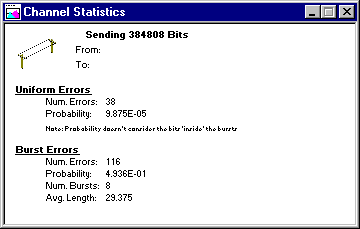 Channel Statistics
Sending 384808 Bits
From:
To:
Uniform Errors
Num. Errors: 38
Probability: 9.875E-05
Note: Probability doesn't consider the bits 'inside' the bursts
Burst Errors
Num. Errors: 116
Probability: 4.936E-01
Num. Bursts: 8
Avg. Length: 29.375